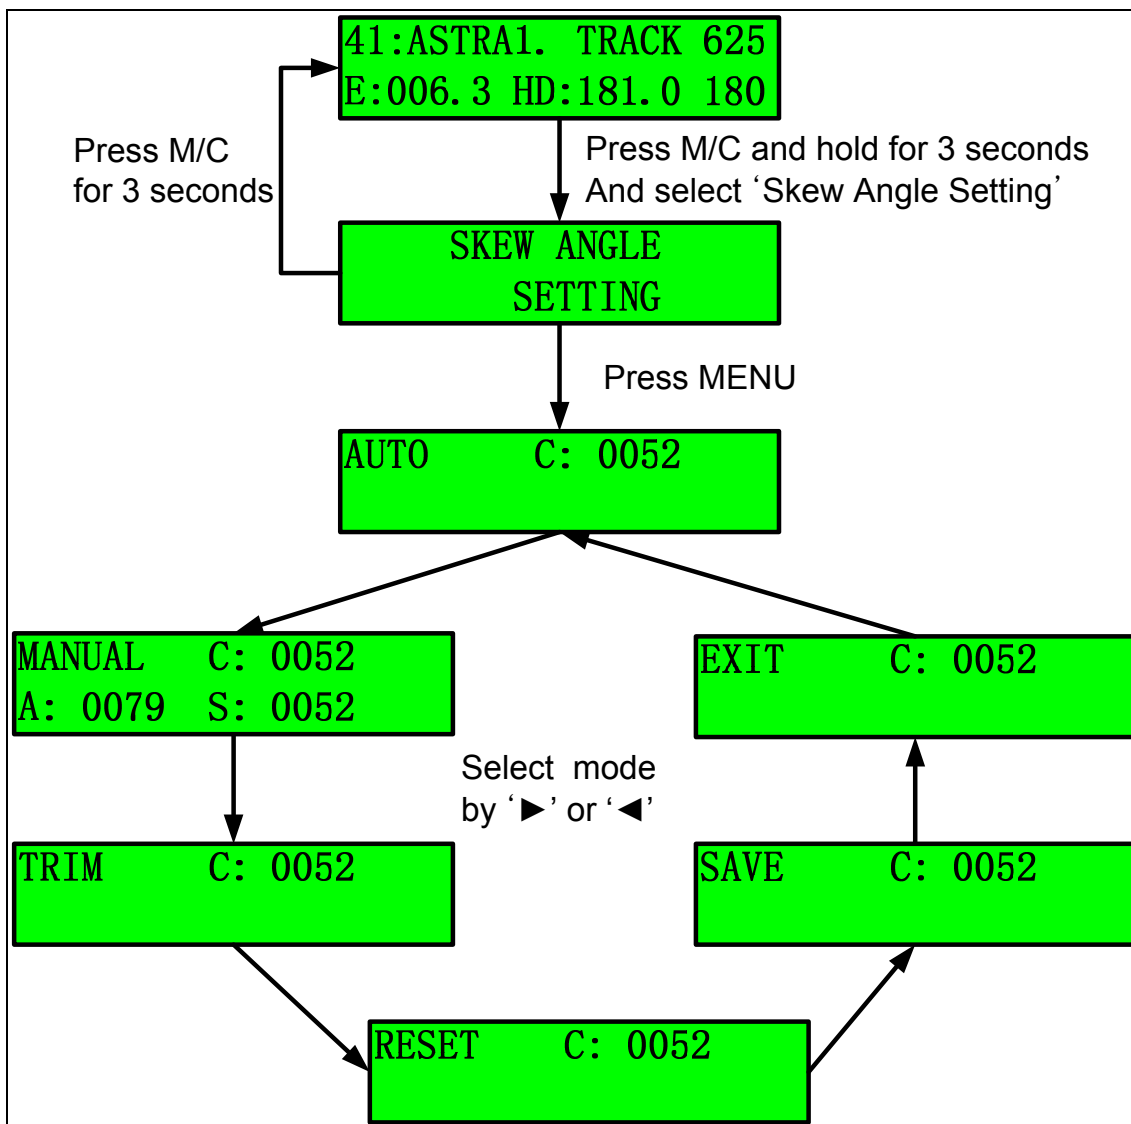 41:ASTRA1. TRACK 625
E:006.3 HD:181.0 180
Press M/C
for 3 seconds
Press M/C and hold for 3 seconds
And select ‘Skew Angle Setting’
SKEW ANGLE
SETTING
Press MENU
AUTO C: 0052
MANUAL C: 0052
A: 0079 S: 0052
EXIT C: 0052
Select mode
by ‘►’ or ‘◄’
TRIM C: 0052
SAVE C: 0052
RESET C: 0052